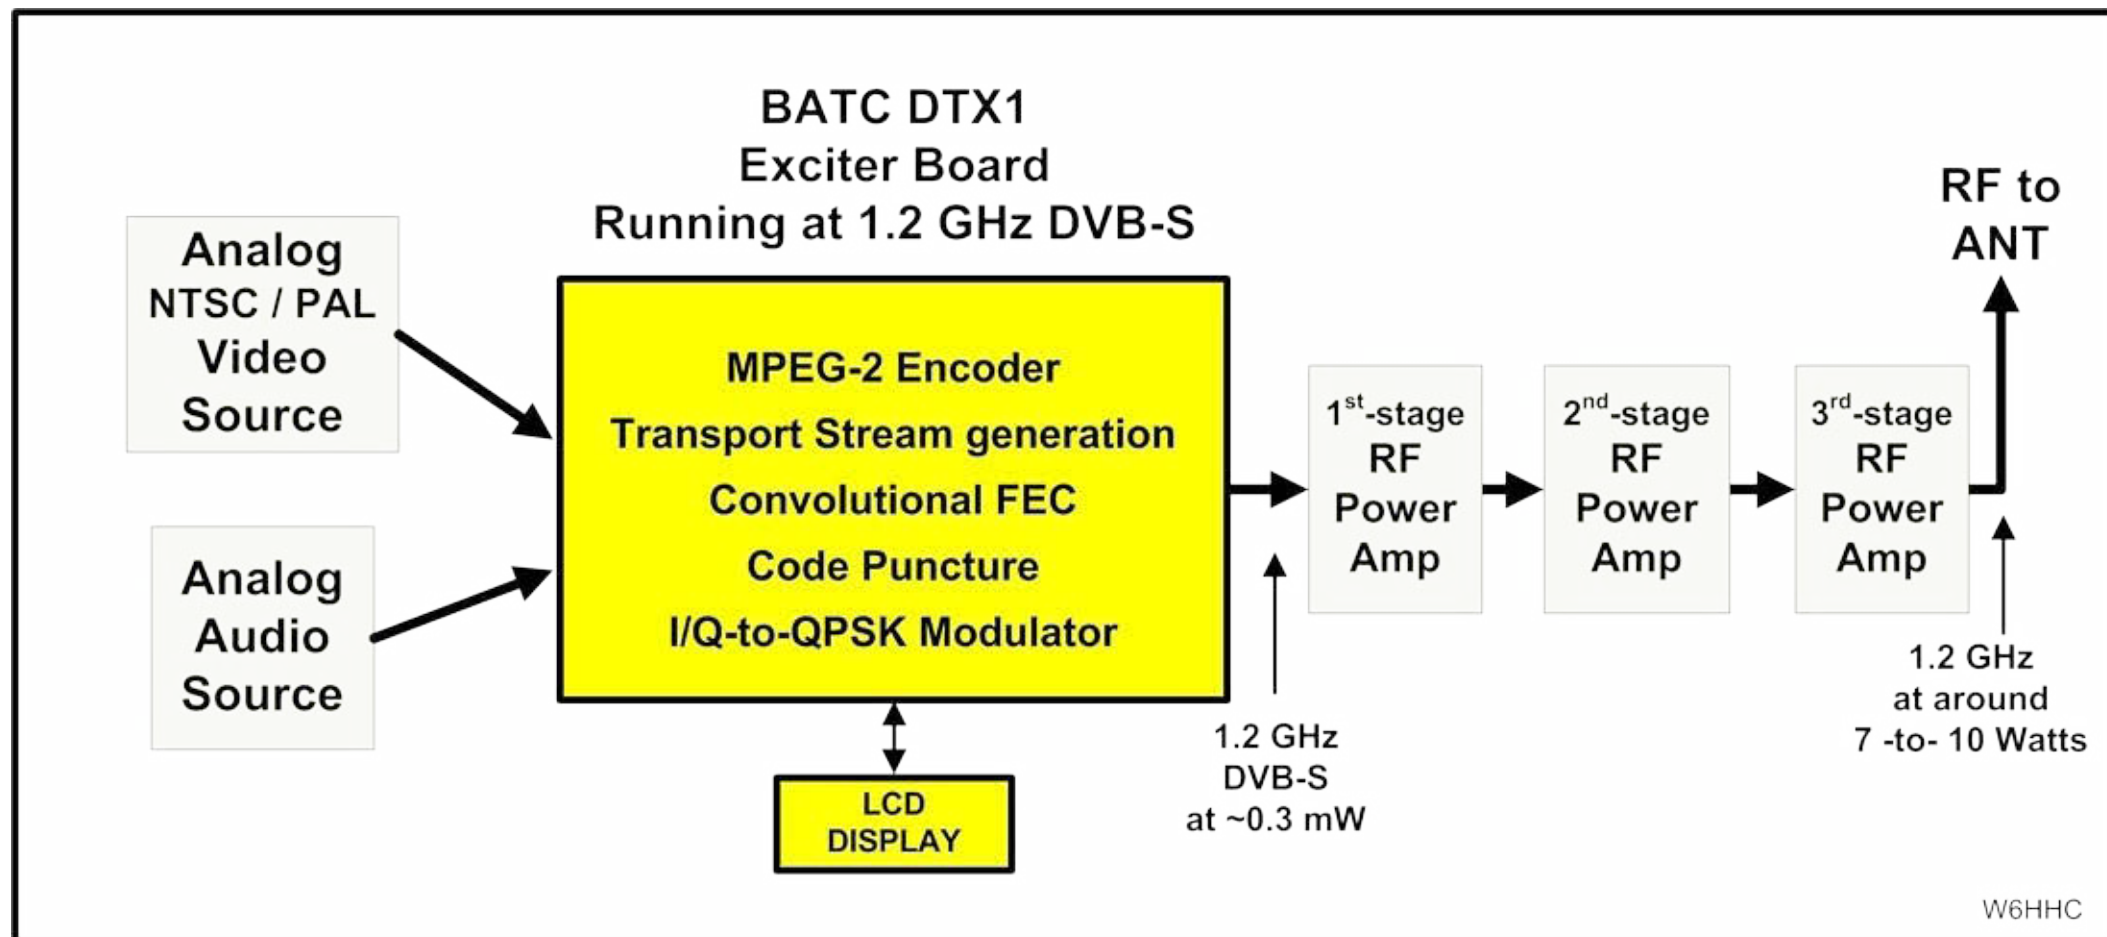 BATC DTX1
Exciter Board
Running at 1.2 GHz DVB-S
Analog
NTSC / PAL
Video
Source
Analog
Audio
Source
MPEG-2 Encoder
Transport Stream generation
Convolutional FEC
Code Puncture
I/Q-to-QPSK Modulator
LCD
DISPLAY
1.2 GHz
DVB-S
at ~0.3 mW
1st-stage
RF
Power
Amp
2nd-stage
RF
Power
Amp
3rd-stage
RF
Power
Amp
RF to
ANT
1.2 GHz
at around
7 -to- 10 Watts
W6HHC